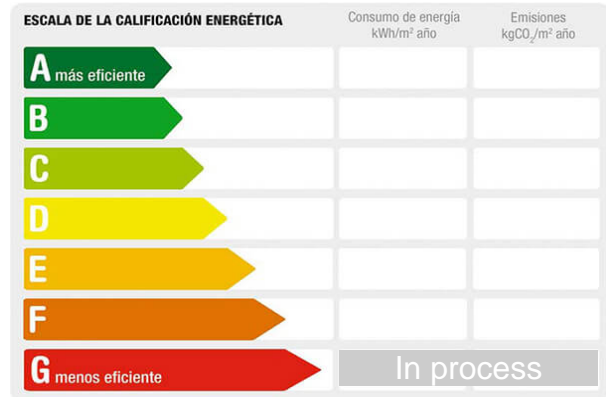 ESCALA DE LA CALIFICACIÓN ENERGÉTICA
Consumo de energía
kWh/m² año
Emisiones
kgCO₂/m² año
A más eficiente
B
C
D
E
F
G menos eficiente
In process